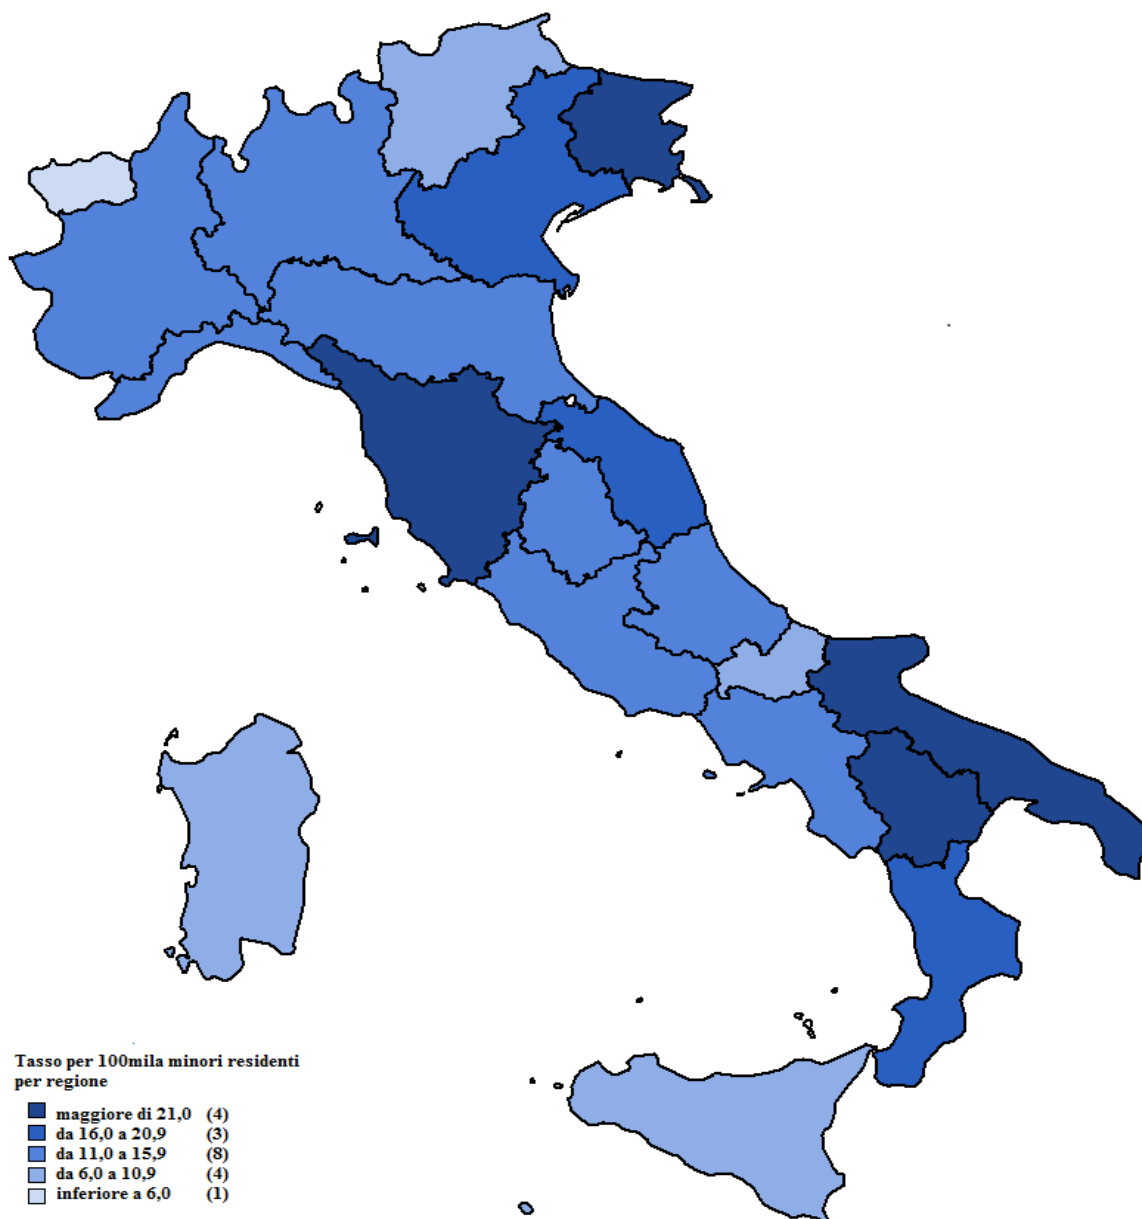 Tasso per 100mila minori residenti
per regione
maggiore di 21,0 (4)
da 16,0 a 20,9 (3)
da 11,0 a 15,9 (8)
da 6,0 a 10,9 (4)
inferiore a 6,0 (1)